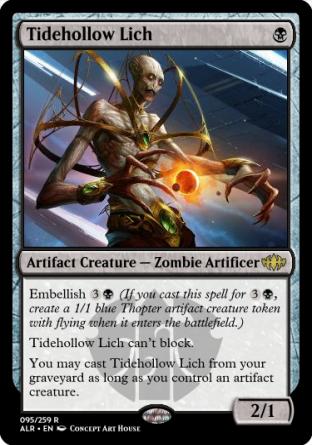 Tidehollow Lich
Artifact Creature — Zombie Artificer
Embellish 3 (If you cast this spell for 3,
create a 1/1 blue Thopter artifact creature token
with flying when it enters the battlefield.)
Tidehollow Lich can't block.
You may cast Tidehollow Lich from your
graveyard as long as you control an artifact
creature.
2/1
095/259 R
ALR • EN Concept Art House